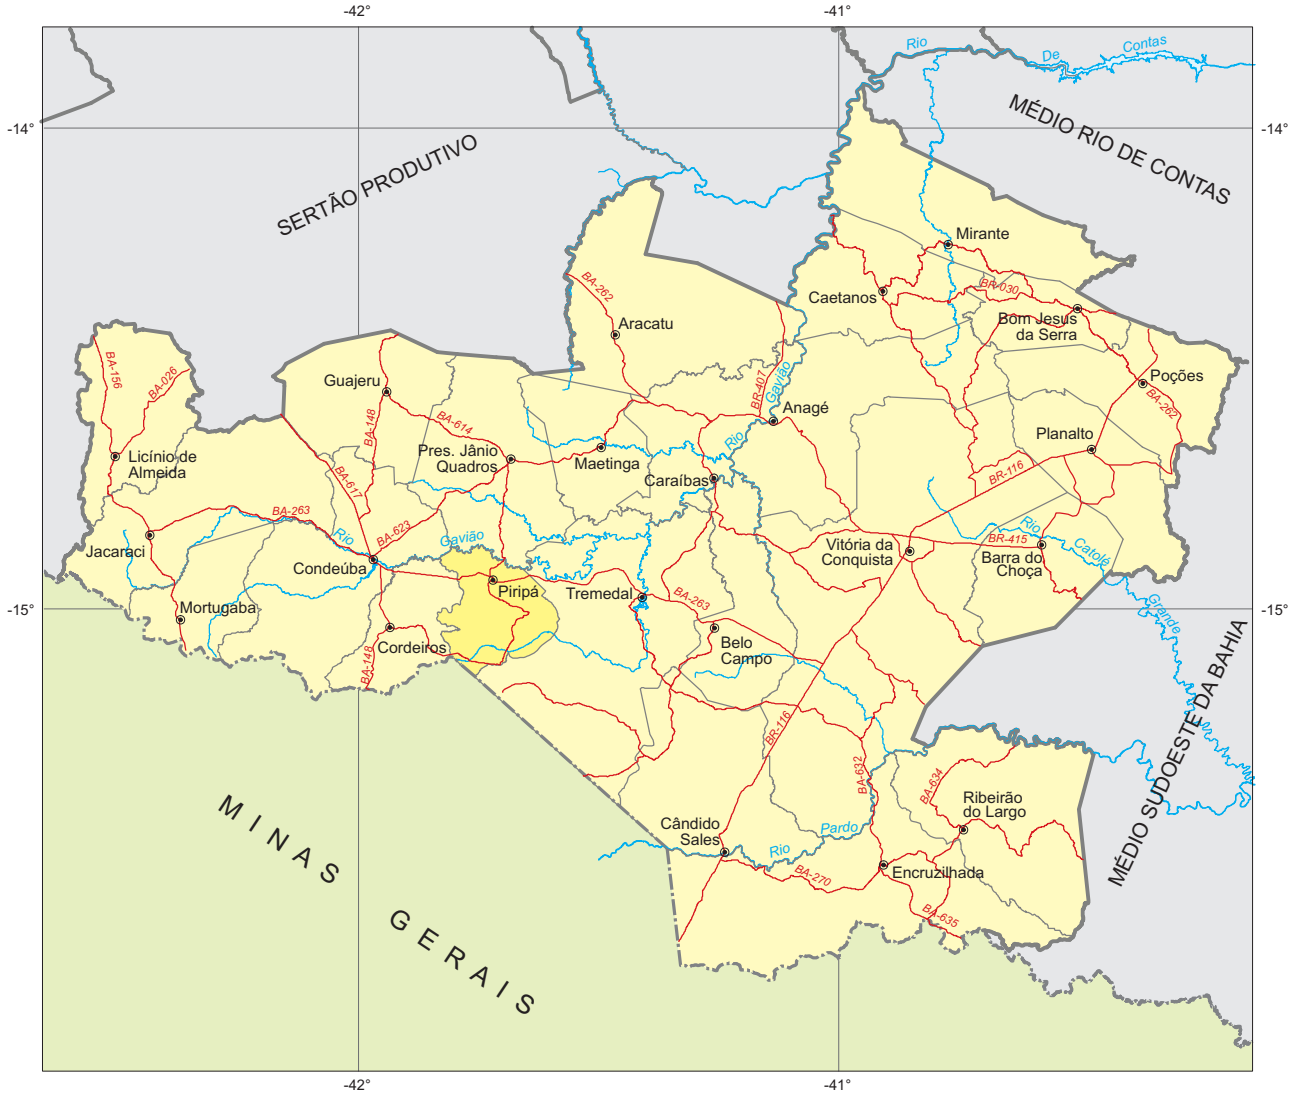 -42°
-41°
Rio
De
Contas
-14°
-14°
MÉDIO RIO DE CONTAS
SERTÃO PRODUTIVO
Mirante
BA-262
BR-030
Caetanos
Bom Jesus
da Serra
Aracatu
BA-156
BA-026
Guajeru
BR-407
Gavião
Poções
BA-262
Anagé
BA-148
BA-614
Planalto
Rio
Licínio de
Almeida
Pres. Jânio
Quadros
Maetinga
Caraíbas
BR-116
BA-617
BA-263
Rio
BA-623
Gavião
Rio
Catolé
BR-415
Jacaraci
Condeúba
Vitória da
Conquista
Barra do
Choça
Piripá
Tremedal
BA-263
Grande
Mortugaba
-15°
-15°
Cordeiros
BA-148
Belo
Campo
MÉDIO SUDOESTE DA BAHIA
BR-116
BA-632
BA-634
Ribeirão
do Largo
Cândido
Sales
Pardo
Rio
BA-270
Encruzilhada
BA-635
MINAS
GERAIS
-42°
-41°